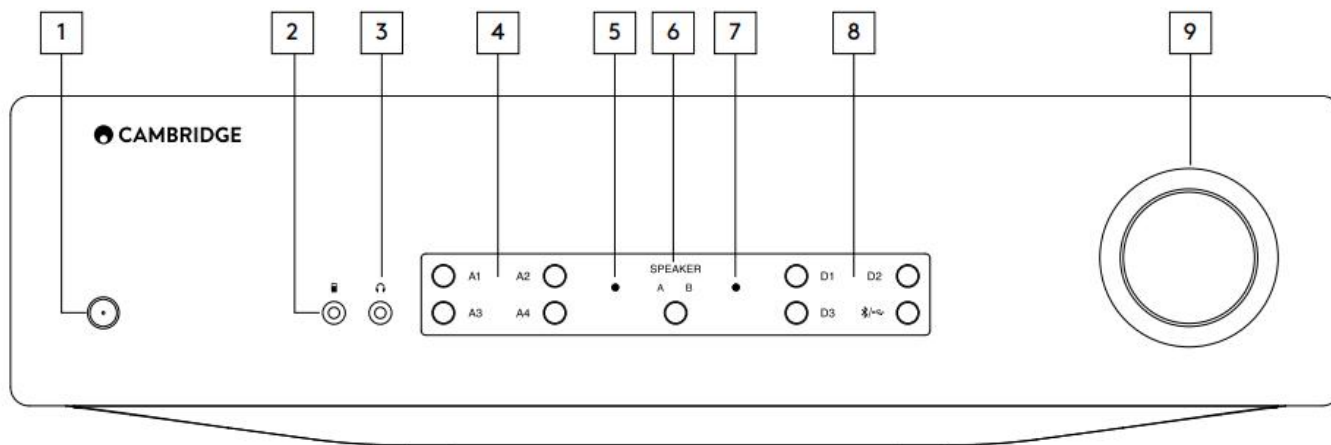 1 2 3 4 5 6 7 8 9
CAMBRIDGE
SPEAKER
A1 A2 A B D1 D2
A3 A4 D3